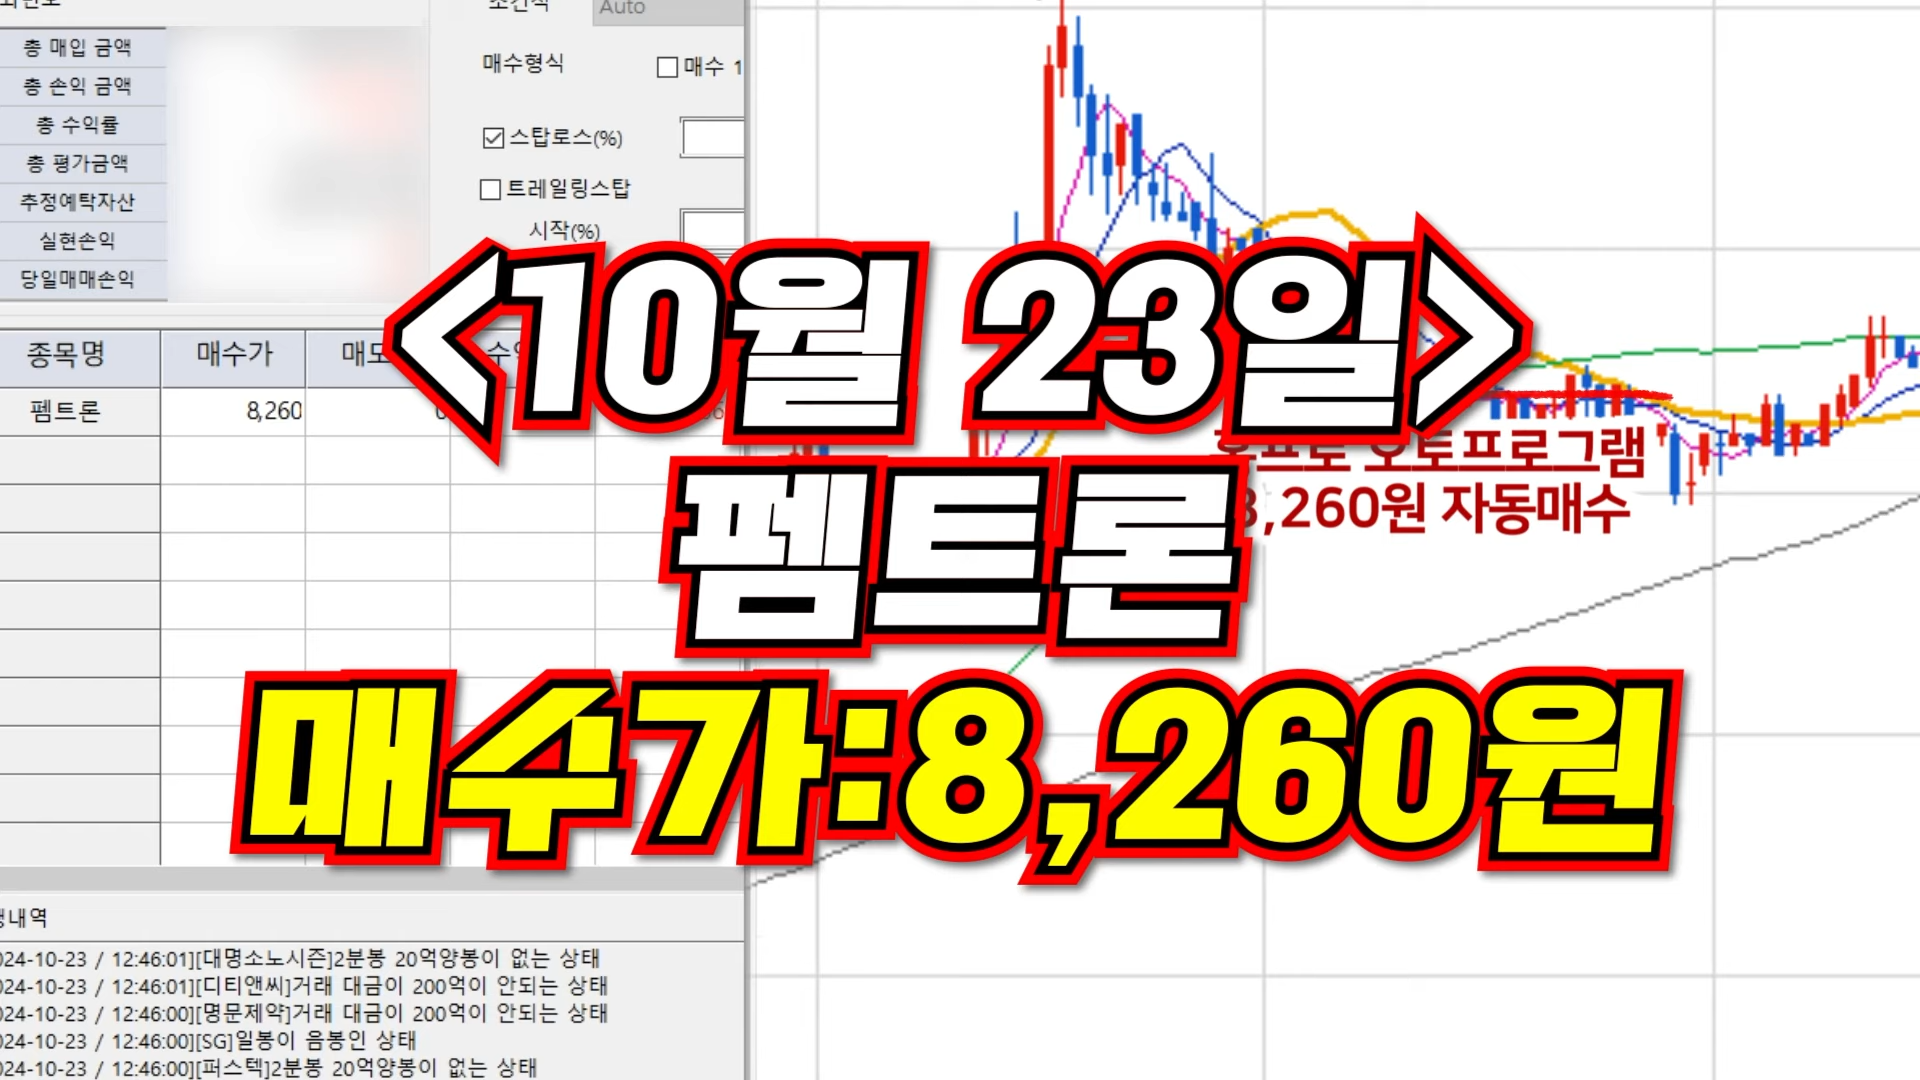 조건식
Auto
총 매입 금액
총 손익 금액
총 수익률
총 평가금액
추정예탁자산
실현손익
당일매매손익
매수형식
매수 1
스탑로스(%)
트레일링스탑
시작(%)
종목명 매수가
펨트론 8,260
<10월 23일>
펨트론
매수가:8,260원
오토프로그램
8,260원 자동매수
024-10-23 / 12:46:01][대명소노시즌]2분봉 20억양봉이 없는 상태
024-10-23 / 12:46:01][디티앤씨]거래 대금이 200억이 안되는 상태
024-10-23 / 12:46:00][명문제약]거래 대금이 200억이 안되는 상태
024-10-23 / 12:46:00][SG]일봉이 음봉인 상태
024-10-23 / 12:46:00][퍼스텍]2분봉 20억양봉이 없는 상태